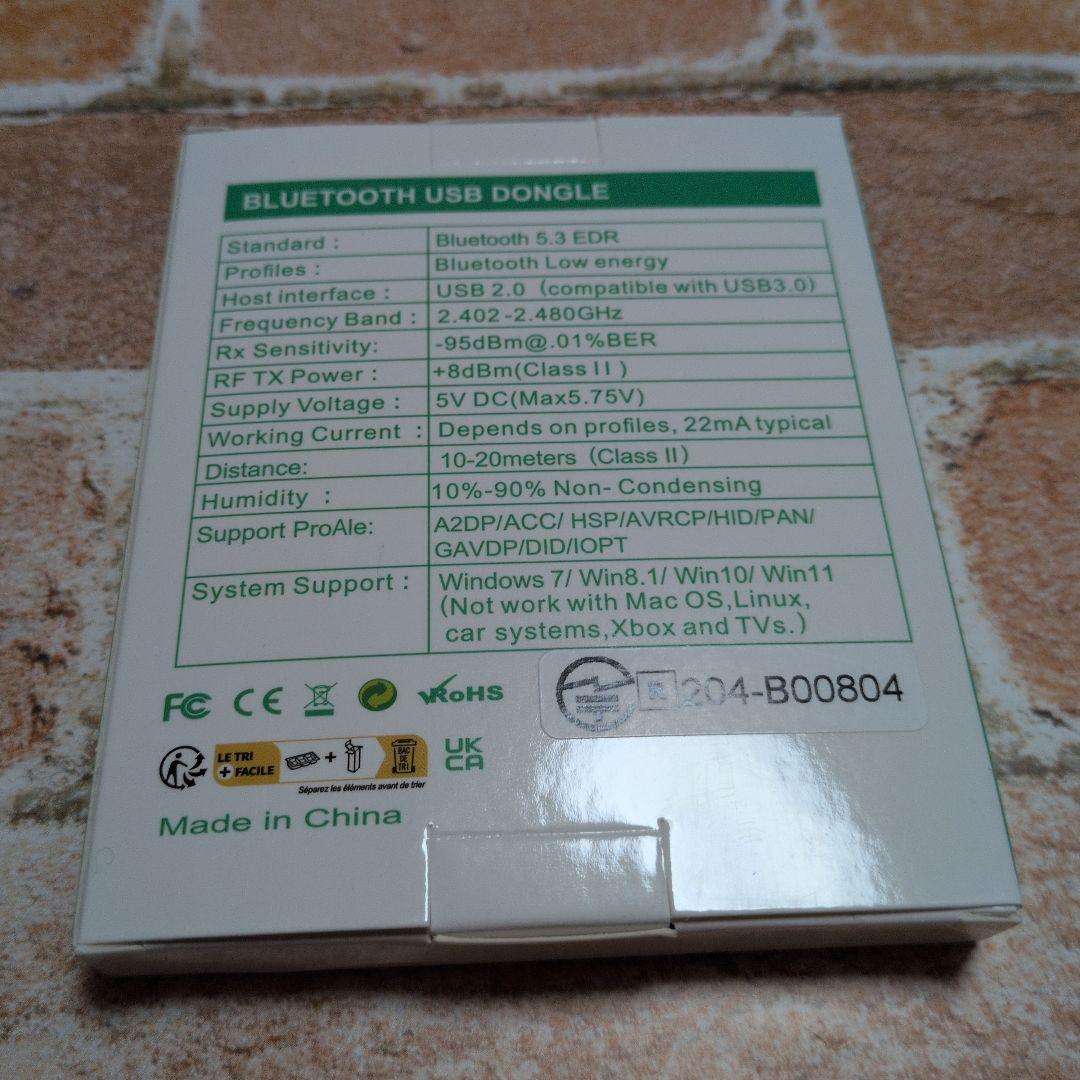 BLUETOOTH USB DONGLE
Standard : Bluetooth 5.3 EDR
Profiles : Bluetooth Low energy
Host interface : USB 2.0 (compatible with USB3.0)
Frequency Band : 2.402-2.480GHz
Rx Sensitivity: -95dBm@.01%BER
RF TX Power : +8dBm(Class II)
Supply Voltage : 5V DC(Max5.75V)
Working Current : Depends on profiles, 22mA typical
Distance: 10-20meters (Class II)
Humidity : 10%-90% Non- Condensing
Support ProAle: A2DP/ACC/ HSP/AVRCP/HID/PAN/
GAVDP/DID/IOPT
System Support : Windows 7/ Win8.1/ Win10/ Win11
(Not work with Mac OS,Linux,
car systems,Xbox and TVs.)
FC CE RoHS
R 204-B00804
LE TRI
+ FACILE
+
BAC
DE
TRI
Séparez les éléments avant de trier
UK
CA
Made in China